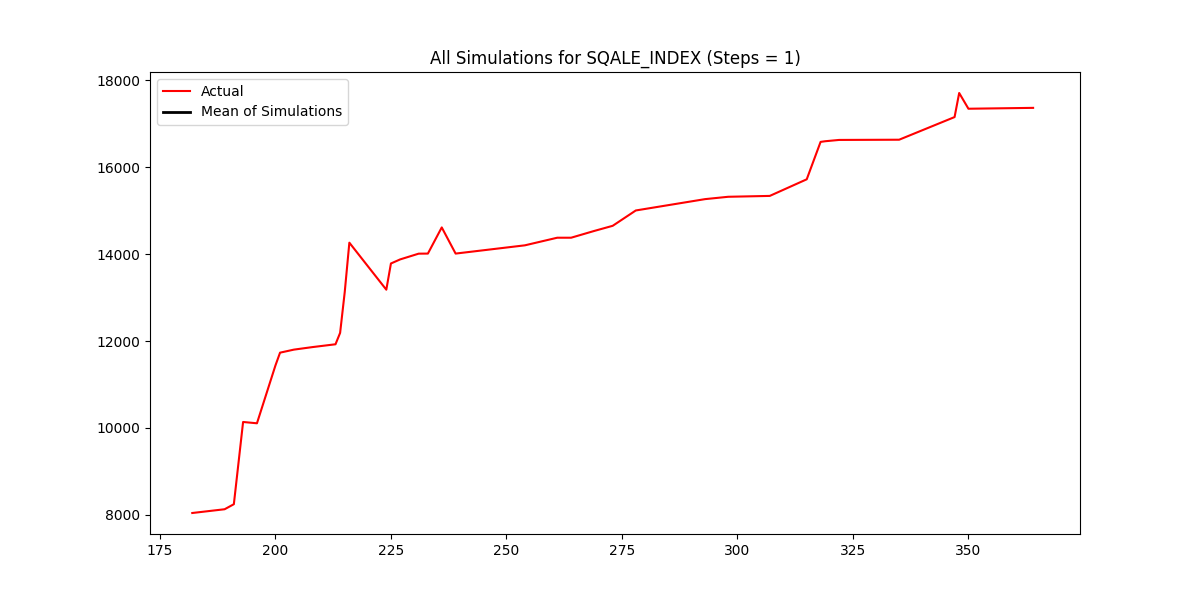 All Simulations for SQALE_INDEX (Steps = 1)
Actual
Mean of Simulations
18000
16000
14000
12000
10000
8000
175 200 225 250 275 300 325 350